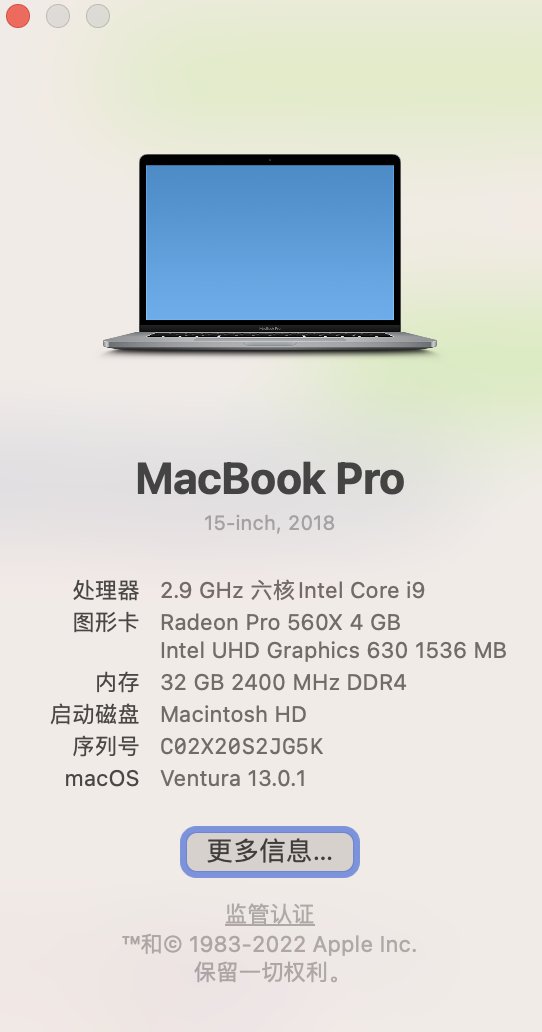 MacBook Pro
15-inch, 2018
处理器 2.9 GHz 六核Intel Core i9
图形卡 Radeon Pro 560X 4 GB
Intel UHD Graphics 630 1536 MB
内存 32 GB 2400 MHz DDR4
启动磁盘 Macintosh HD
序列号 C02X20S2JG5K
macOS Ventura 13.0.1
更多信息...
监管认证
™和© 1983-2022 Apple Inc.
保留一切权利。